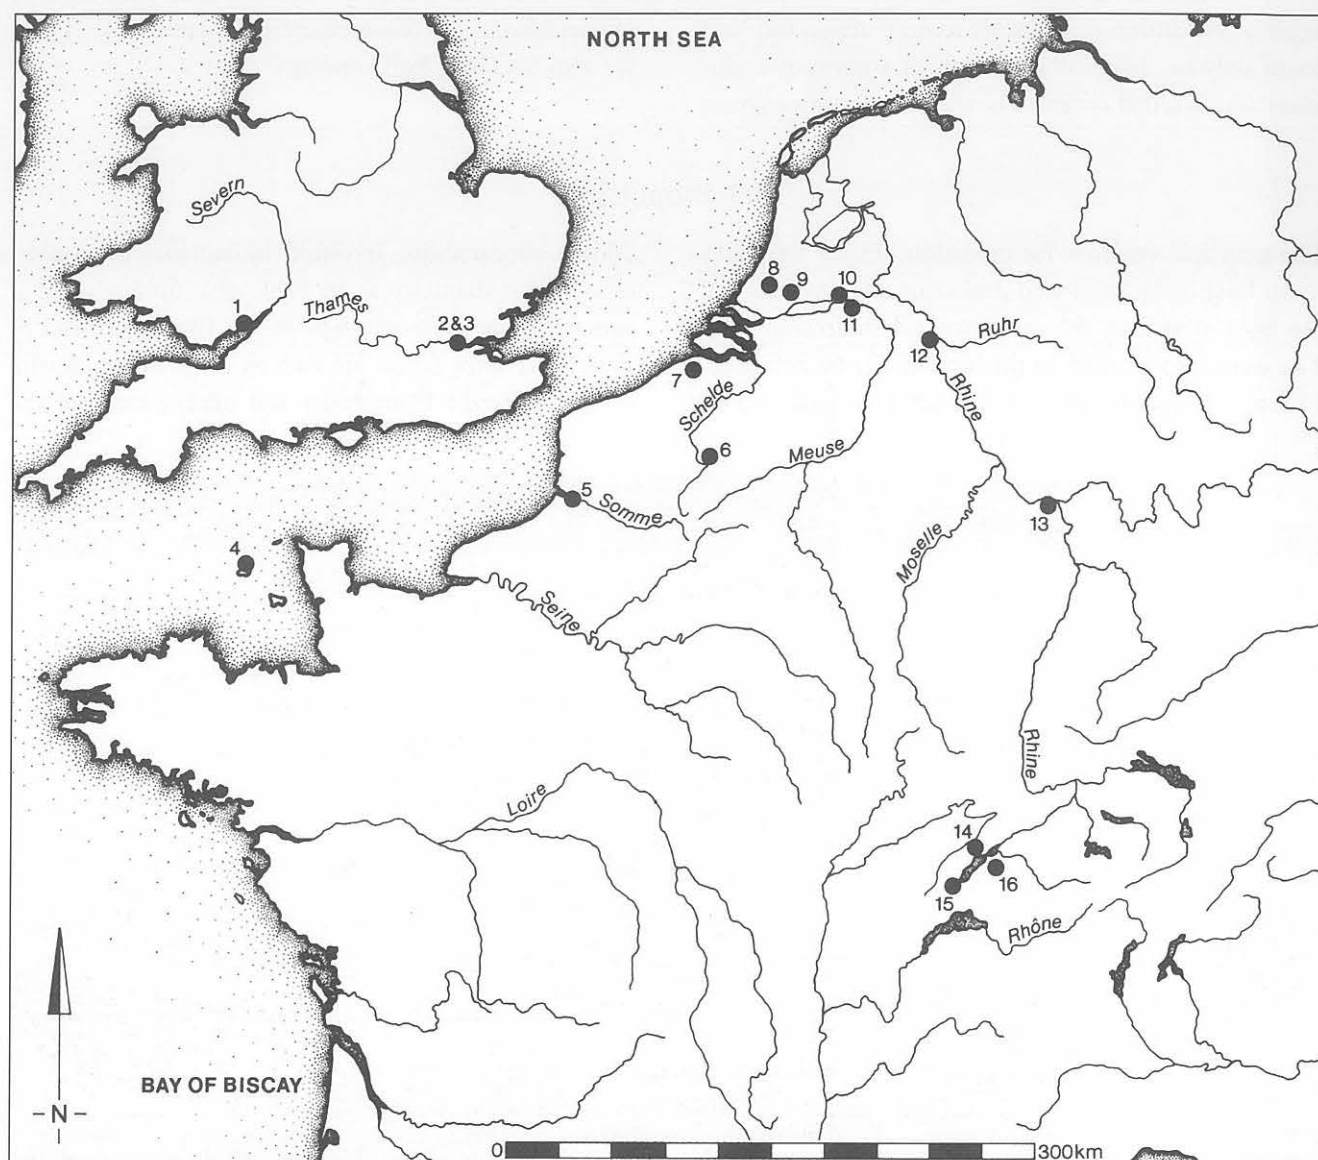 NORTH SEA
Severn
Thames
1
2&3
8
9
10
11
Ruhr
12
7
Schelde
Rhine
6
Meuse
5
Somme
13
4
Moselle
Seine
Rhine
Loire
14
16
15
Rhône
BAY OF BISCAY
–N–
0
300km